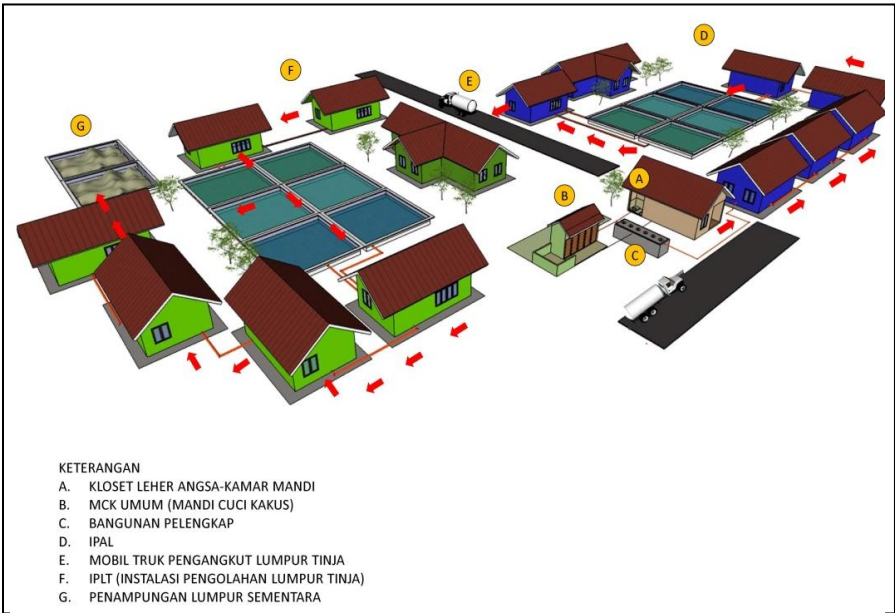 D
F
E
G
A
B
C
KETERANGAN
A. KLOSET LEHER ANGSA-KAMAR MANDI
B. MCK UMUM (MANDI CUCI KAKUS)
C. BANGUNAN PELENGKAP
D. IPAL
E. MOBIL TRUK PENGANGKUT LUMPUR TINJA
F. IPLT (INSTALASI PENGOLAHAN LUMPUR TINJA)
G. PENAMPUNGAN LUMPUR SEMENTARA